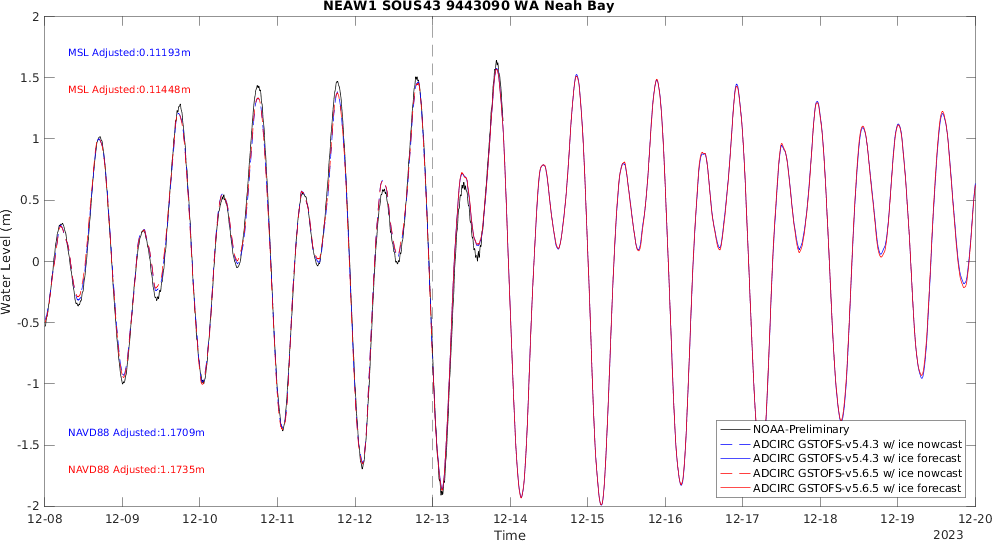 NEAW1 SOUS43 9443090 WA Neah Bay
2
1.5
1
0.5
0
-0.5
-1
-1.5
-2
Water Level (m)
MSL Adjusted:0.11193m
MSL Adjusted:0.11448m
NAVD88 Adjusted:1.1709m
NAVD88 Adjusted:1.1735m
NOAA-Preliminary
ADCIRC GSTOFS-v5.4.3 w/ ice nowcast
ADCIRC GSTOFS-v5.4.3 w/ ice forecast
ADCIRC GSTOFS-v5.6.5 w/ ice nowcast
ADCIRC GSTOFS-v5.6.5 w/ ice forecast
12-08 12-09 12-10 12-11 12-12 12-13 12-14 12-15 12-16 12-17 12-18 12-19 12-20
Time
2023